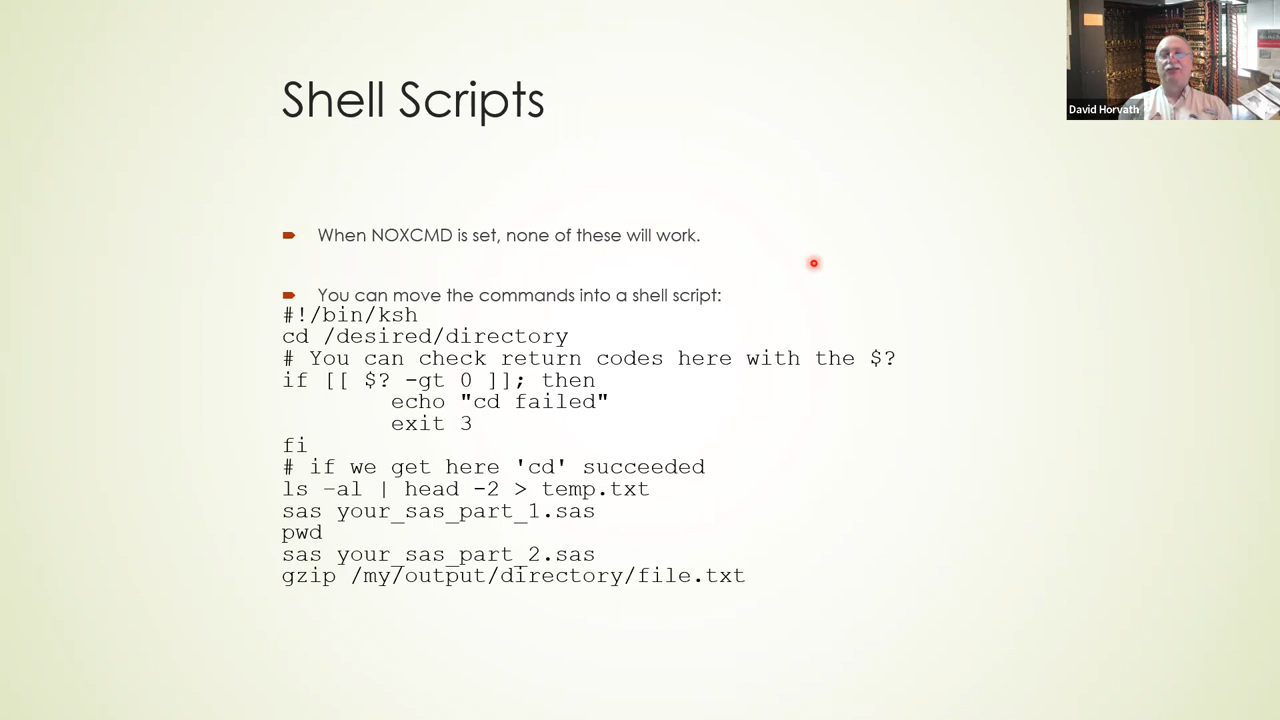 Shell Scripts
David Horvath
When NOXCMD is set, none of these will work.
You can move the commands into a shell script:
#!/bin/ksh
cd /desired/directory
# You can check return codes here with the $?
if [[ $? -gt 0 ]]; then
echo "cd failed"
exit 3
fi
# if we get here 'cd' succeeded
ls –al | head -2 > temp.txt
sas your_sas_part_1.sas
pwd
sas your_sas_part_2.sas
gzip /my/output/directory/file.txt